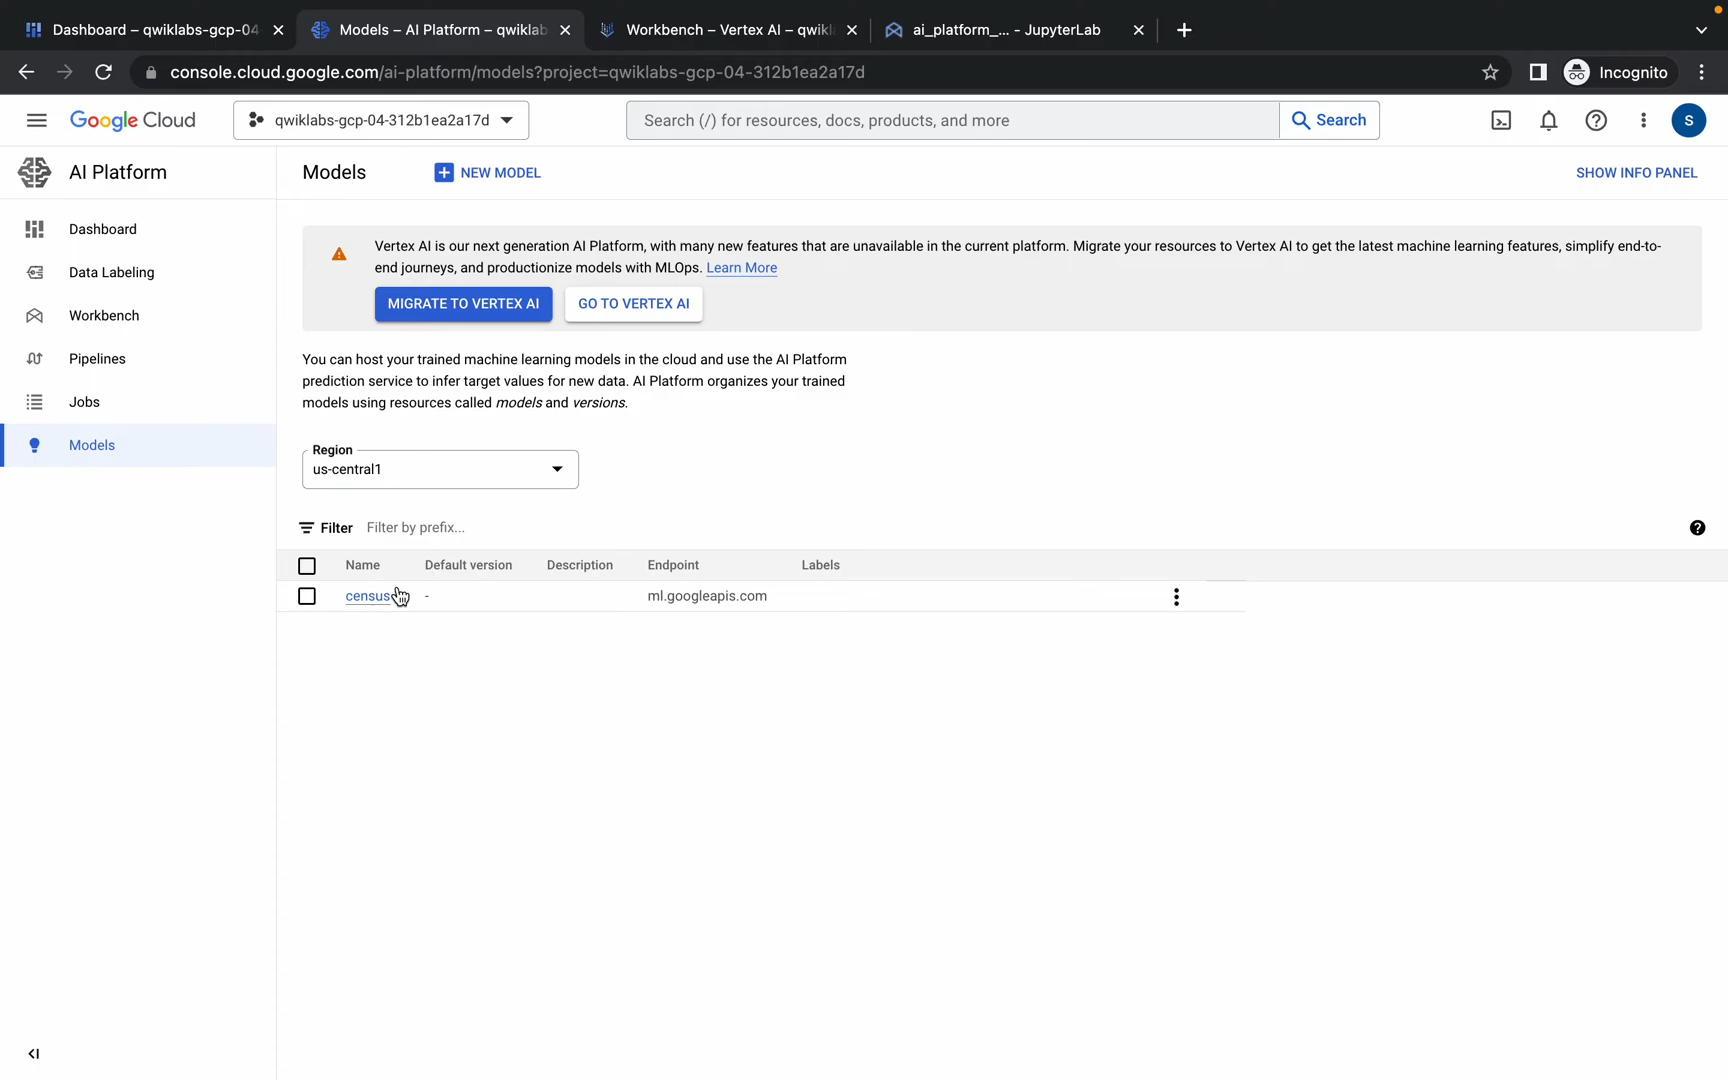 Dashboard – qwiklabs-gcp-04
Models – AI Platform – qwiklab
Workbench – Vertex AI – qwikl
ai_platform_... - JupyterLab
console.cloud.google.com/ai-platform/models?project=qwiklabs-gcp-04-312b1ea2a17d
Incognito
Google Cloud
qwiklabs-gcp-04-312b1ea2a17d
Search (/) for resources, docs, products, and more
Search
S
AI Platform
Models
NEW MODEL
SHOW INFO PANEL
Dashboard
Data Labeling
Workbench
Pipelines
Jobs
Models
Vertex AI is our next generation AI Platform, with many new features that are unavailable in the current platform. Migrate your resources to Vertex AI to get the latest machine learning features, simplify end-to-
end journeys, and productionize models with MLOps. Learn More
MIGRATE TO VERTEX AI
GO TO VERTEX AI
You can host your trained machine learning models in the cloud and use the AI Platform
prediction service to infer target values for new data. AI Platform organizes your trained
models using resources called models and versions.
Region
us-central1
Filter Filter by prefix...
Name Default version Description Endpoint Labels
census - ml.googleapis.com